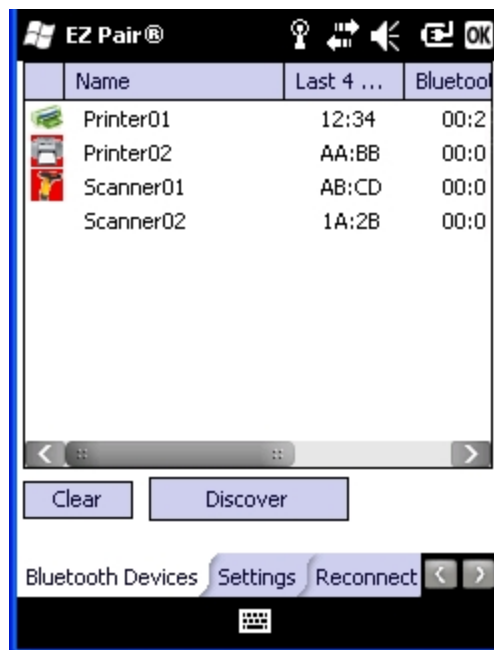 EZ Pair® OK
Name Last 4 ... Bluetool
Printer01 12:34 00:2
Printer02 AA:BB 00:0
Scanner01 AB:CD 00:0
Scanner02 1A:2B 00:0
Clear Discover
Bluetooth Devices Settings Reconnect